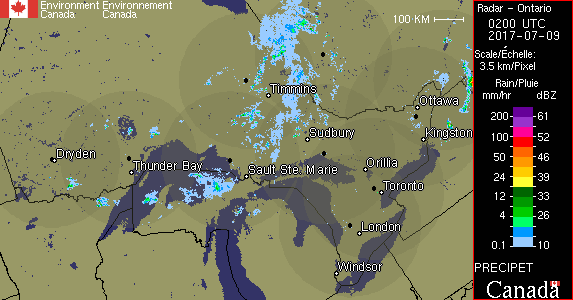 Environment Environnement
Canada Canada
100 KM
Timmins
Ottawa
Sudbury
Kingston
Dryden
Thunder Bay
Sault Ste. Marie
Orillia
Toronto
London
Windsor
Radar - Ontario
0200 UTC
2017-07-09
Scale/Échelle:
3.5 km/Pixel
Rain/Pluie
mm/hr dBZ
200 61
100 52
50 46
24 39
12 33
4 26
0.1 10
PRECIPET
Canada